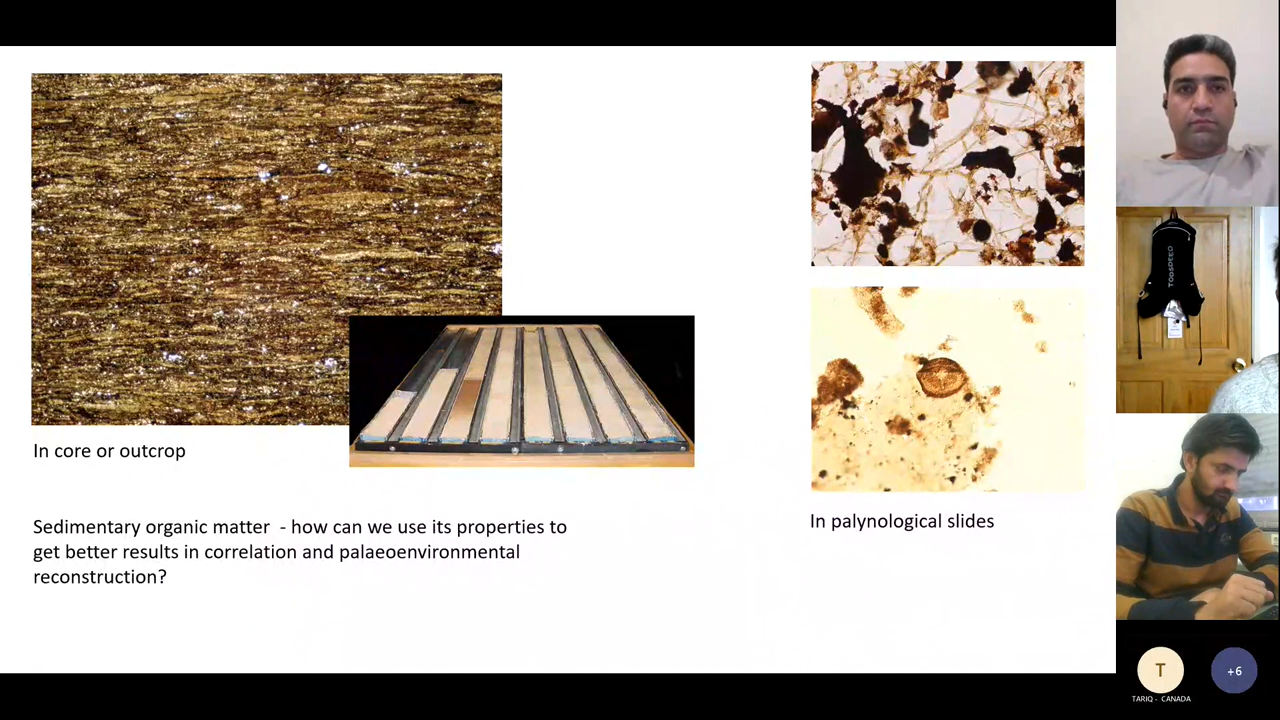 In core or outcrop
Sedimentary organic matter  - how can we use its properties to
get better results in correlation and palaeoenvironmental
reconstruction?
In palynological slides
TODSPEED
T
+6
TARIQ - CANADA